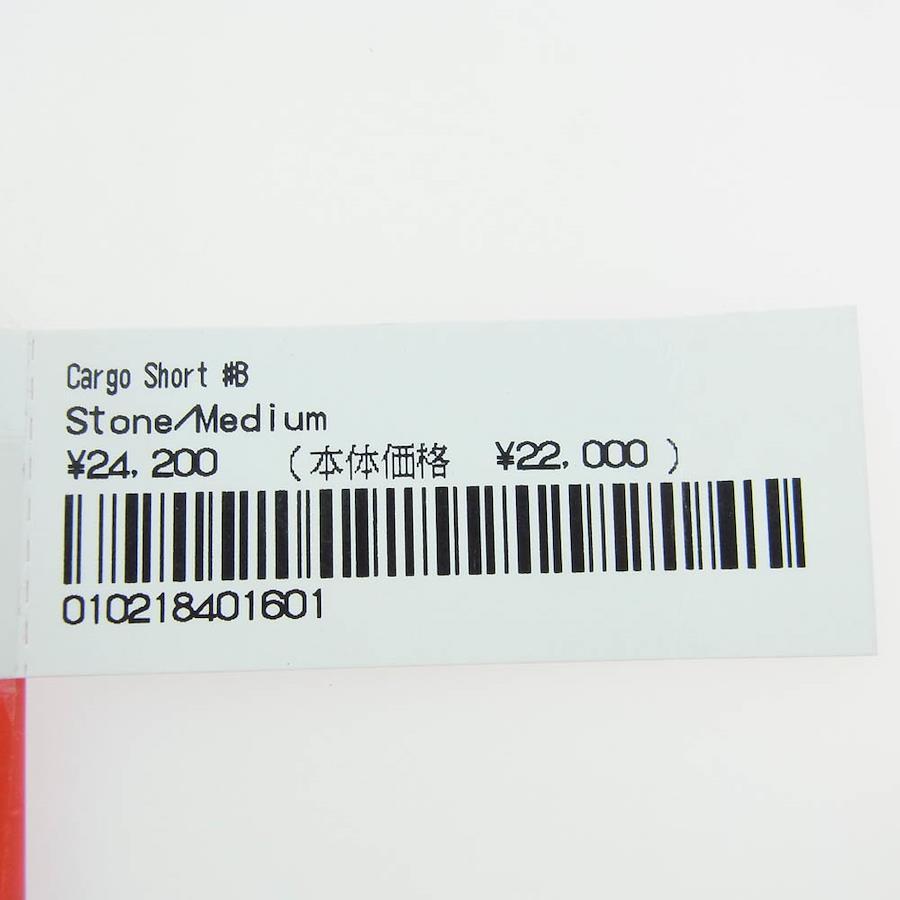 Cargo Short #B
Stone/Medium
¥24,200 (本体価格 ¥22,000)
010218401601